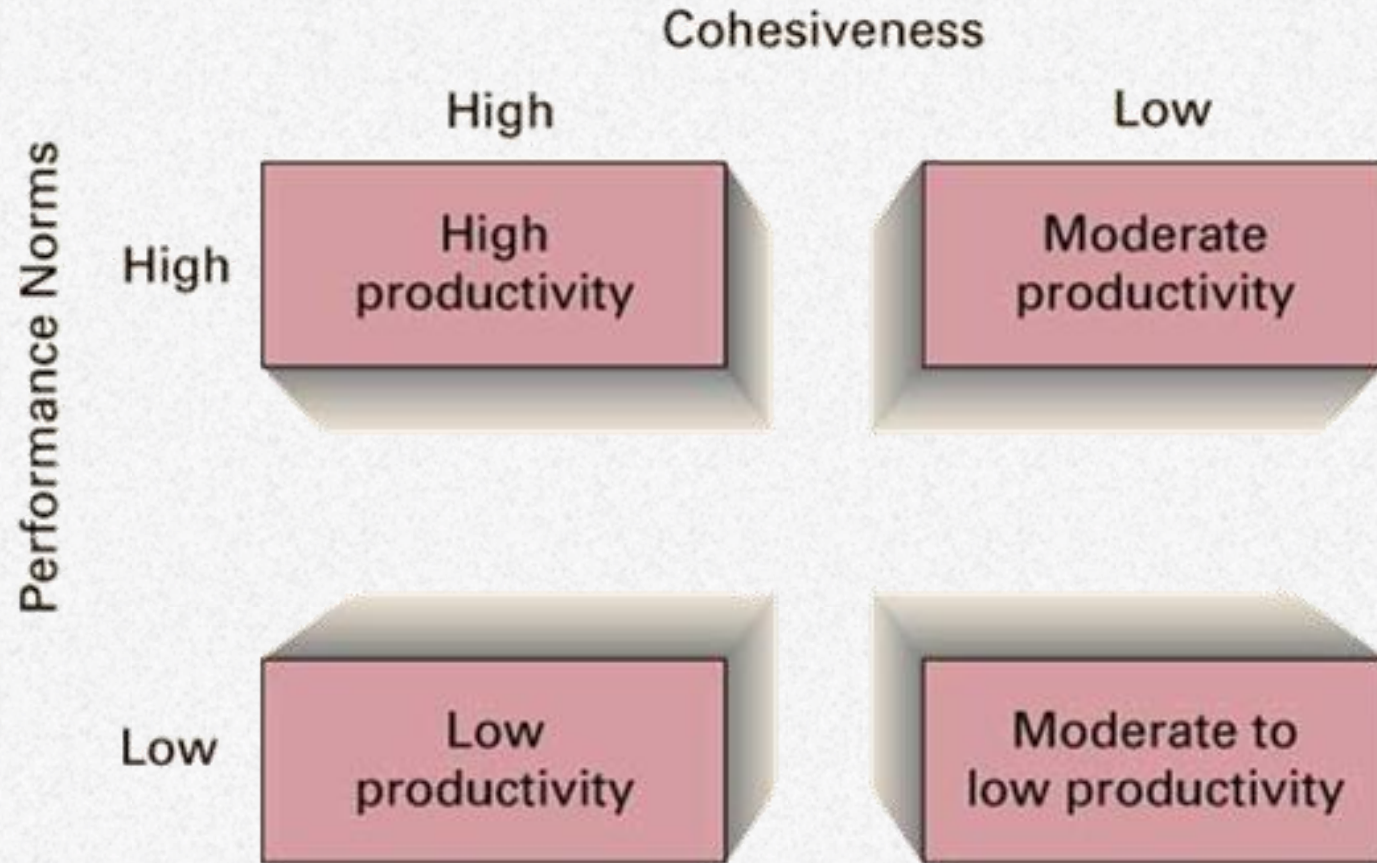 Cohesiveness
High
Low
Performance Norms
High
High
productivity
Moderate
productivity
Low
Low
productivity
Moderate to
low productivity